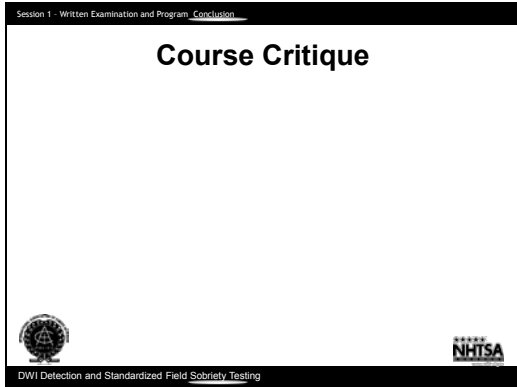 Session 1 - Written Examination and Program Conclusion
Course Critique
NHTSA
DWI Detection and Standardized Field Sobriety Testing